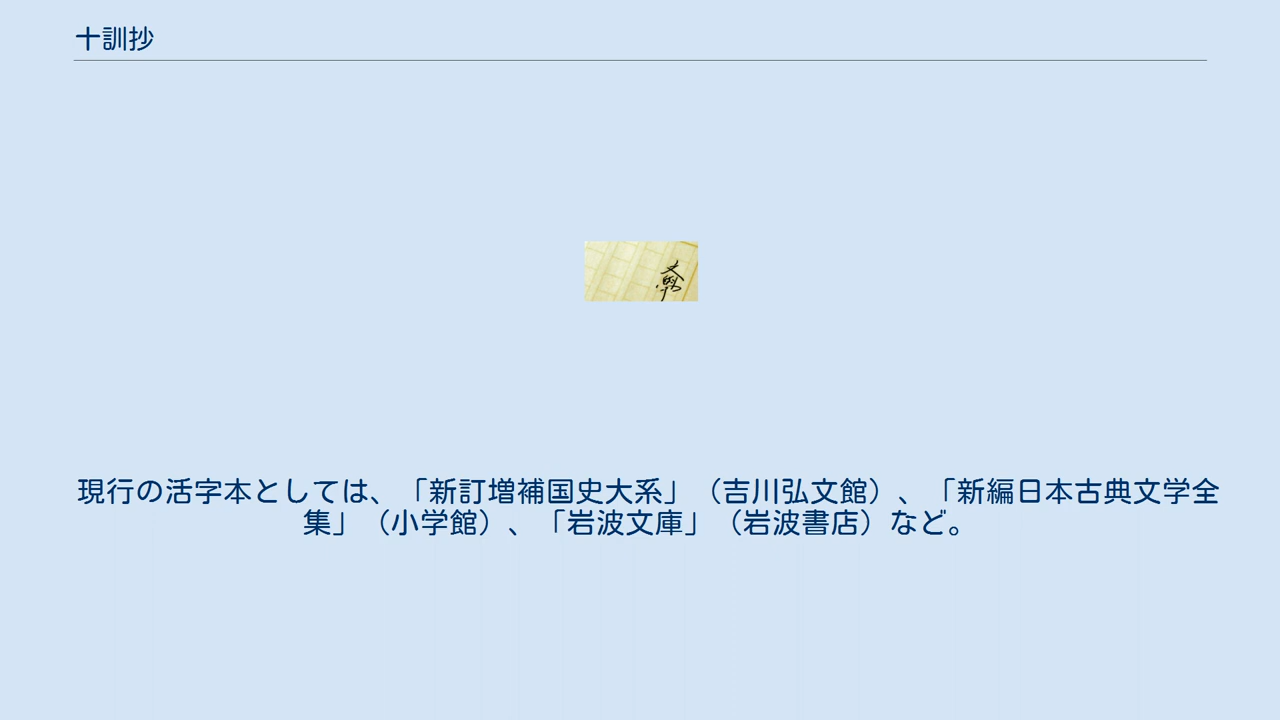 十訓抄
現行の活字本としては、「新訂増補国史大系」（吉川弘文館）、「新編日本古典文学全
集」（小学館）、「岩波文庫」（岩波書店）など。